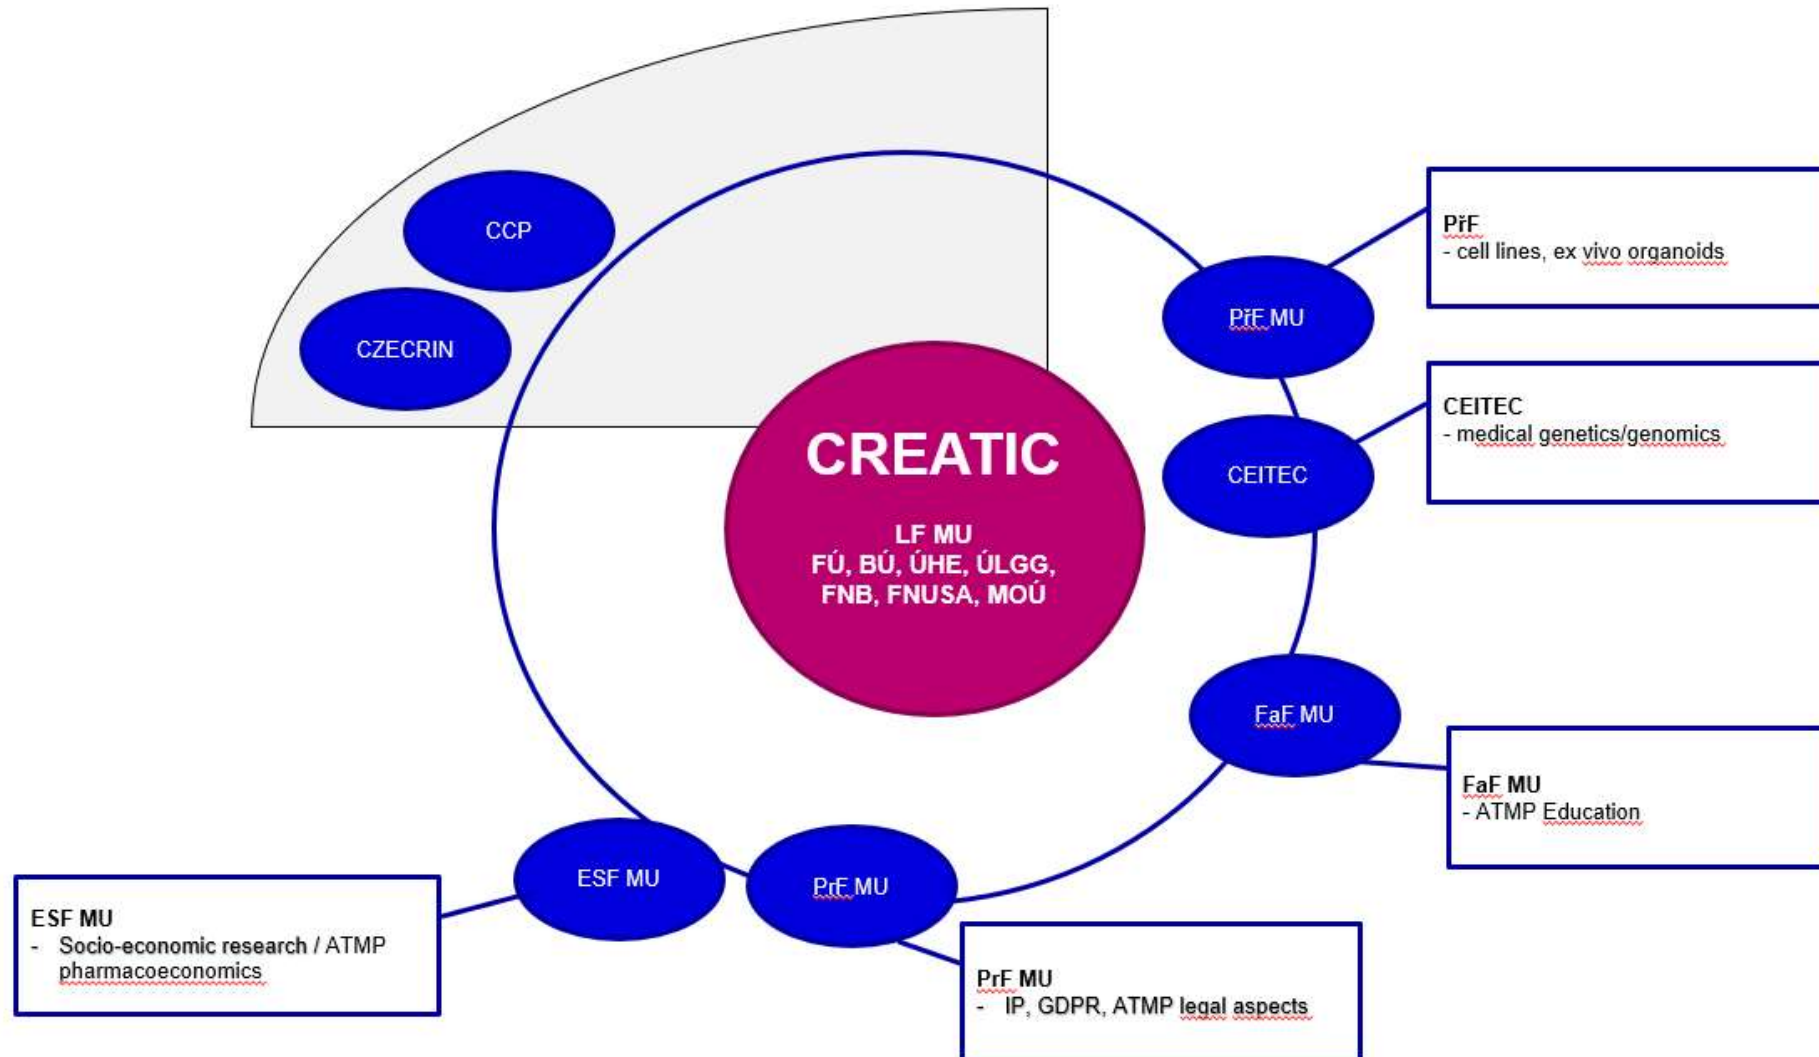 CCP
CZECRIN
CREATIC
LF MU
FÚ, BÚ, ÚHE, ÚLGG,
FNB, FNUSA, MOÚ
PřF MU
PřF
- cell lines, ex vivo organoids
CEITEC
CEITEC
- medical genetics/genomics
FaF MU
FaF MU
- ATMP Education
PrF MU
PrF MU
- IP, GDPR, ATMP legal aspects
ESF MU
ESF MU
- Socio-economic research / ATMP
pharmacoeconomics